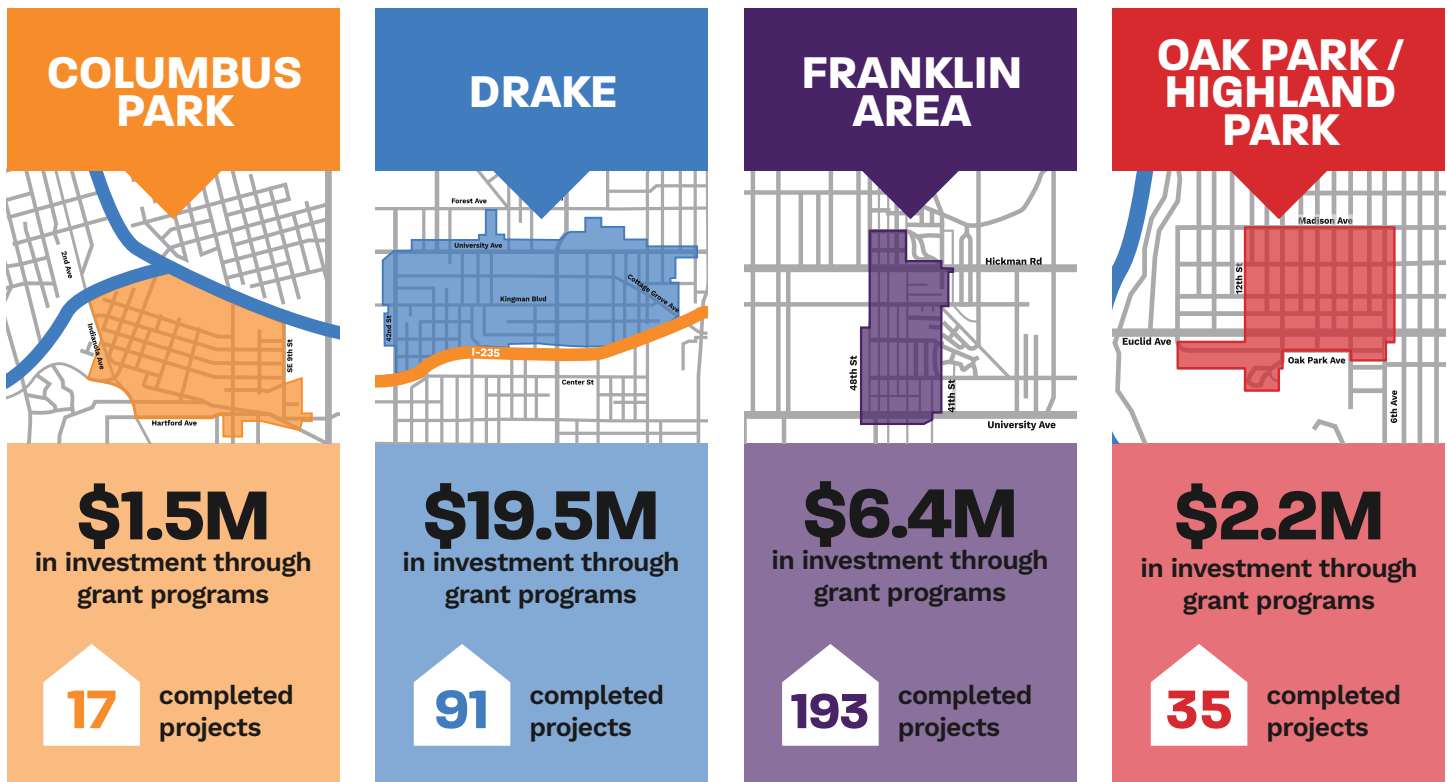 COLUMBUS
PARK
2nd Ave
Indianola Ave
SE 9th St
Hartford Ave
$1.5M
in investment through
grant programs
17
completed
projects
DRAKE
Forest Ave
University Ave
Cottage Grove Ave
Kingman Blvd
42nd St
I-235
Center St
$19.5M
in investment through
grant programs
91
completed
projects
FRANKLIN
AREA
Hickman Rd
48th St
41th St
University Ave
$6.4M
in investment through
grant programs
193
completed
projects
OAK PARK /
HIGHLAND
PARK
Madison Ave
12th St
Euclid Ave
Oak Park Ave
6th Ave
$2.2M
in investment through
grant programs
35
completed
projects